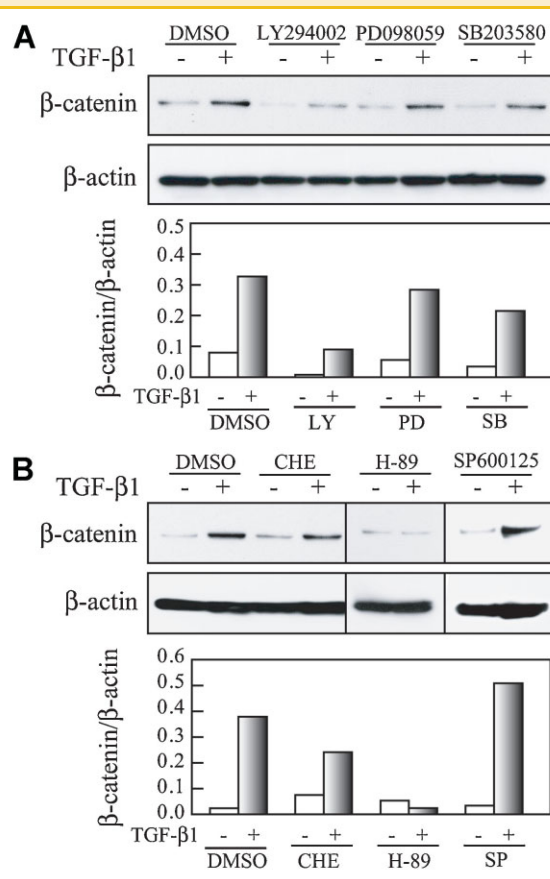 A
DMSO LY294002 PD098059 SB203580
TGF-β1 - + - + - + - +
β-catenin
β-actin
β-catenin/β-actin
0.5
0.4
0.3
0.2
0.1
0.0
TGF-β1 - + - + - + - +
DMSO LY PD SB
B
DMSO CHE H-89 SP600125
TGF-β1 - + - + - + - +
β-catenin
β-actin
β-catenin/β-actin
0.6
0.5
0.4
0.3
0.2
0.1
0.0
TGF-β1 - + - + - + - +
DMSO CHE H-89 SP